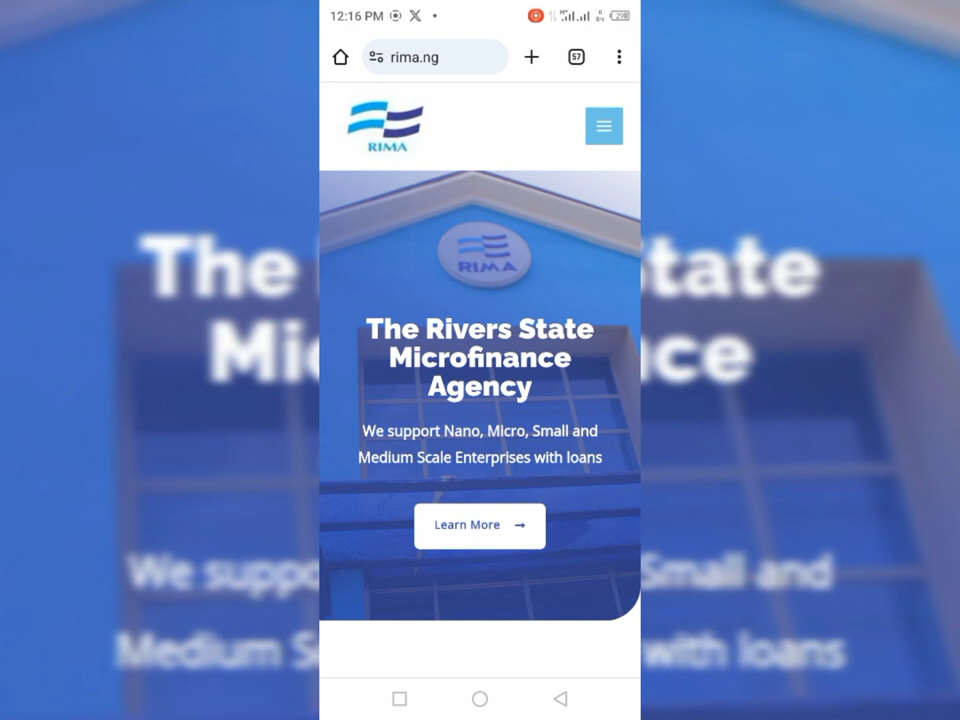 12:16 PM
57
rima.ng
RIMA
RIMA
The Rivers State
Microfinance
Agency
We support Nano, Micro, Small and
Medium Scale Enterprises with loans
Learn More →